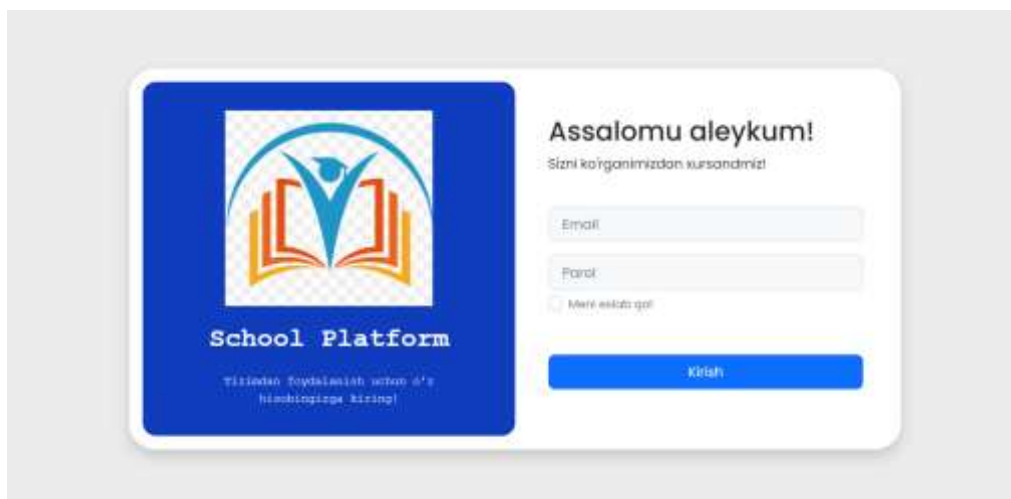 School Platform
Tizimdan foydalanish uchun o'z
hisobingizga kiring!
Assalomu aleykum!
Sizni ko'rganimizdan xursandmiz!
Email
Parol
Meni eslab qol
Kirish